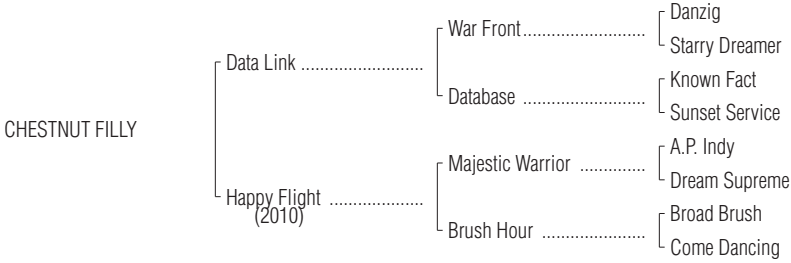 Danzig
War Front..........................
Starry Dreamer
Data Link ..........................
Known Fact
Database ..........................
Sunset Service
CHESTNUT FILLY
A.P. Indy
Majestic Warrior ..............
Dream Supreme
Happy Flight ....................
(2010)
Broad Brush
Brush Hour ......................
Come Dancing